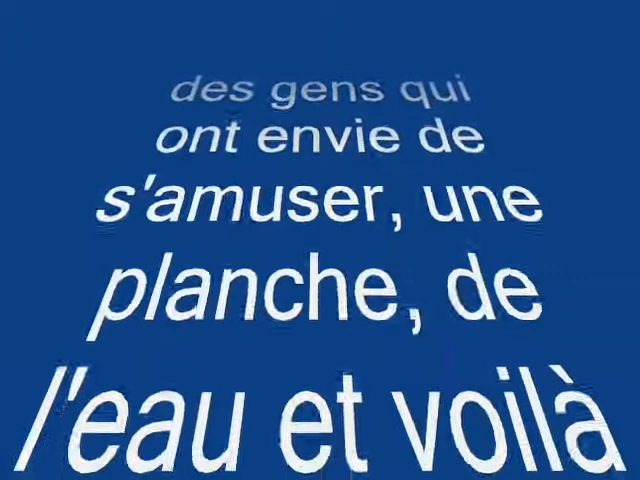 des gens qui
ont envie de
s'amuser, une
planche, de
l'eau et voilà